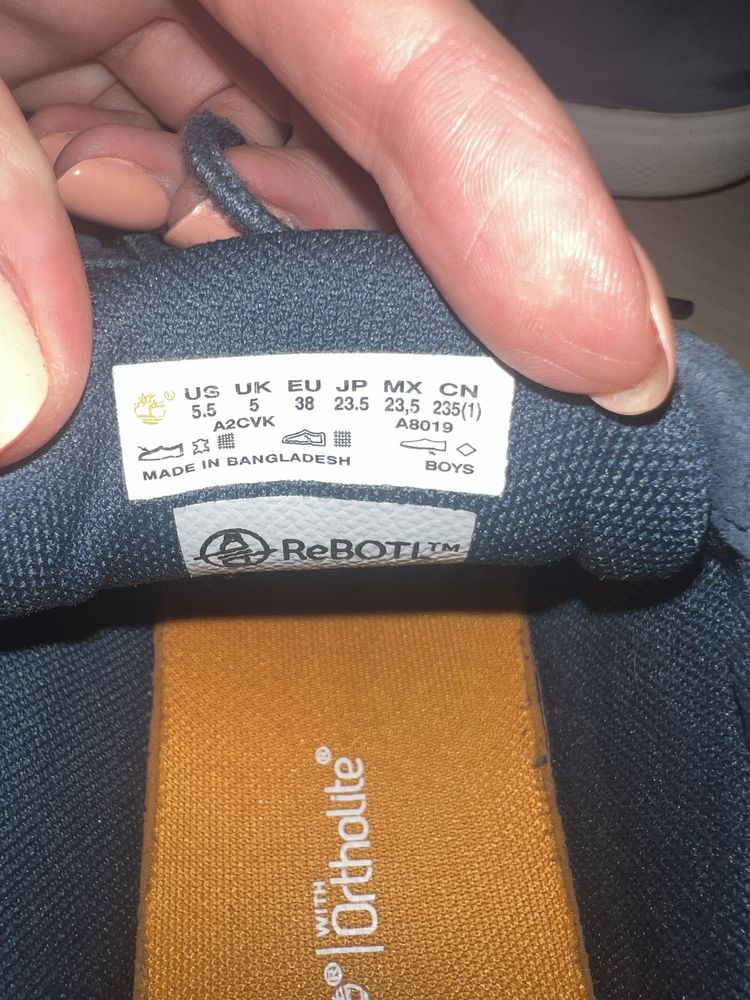 US UK EU JP MX CN
5.5 5 38 23.5 23,5 235(1)
A2CVK A8019
MADE IN BANGLADESH BOYS
ReBOTL™
WITH
Ortholite®
®